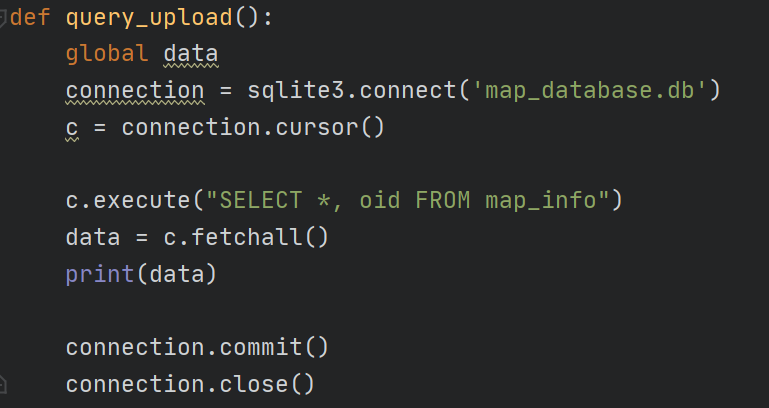 def query_upload():
    global data
    connection = sqlite3.connect('map_database.db')
    c = connection.cursor()

    c.execute("SELECT *, oid FROM map_info")
    data = c.fetchall()
    print(data)

    connection.commit()
    connection.close()